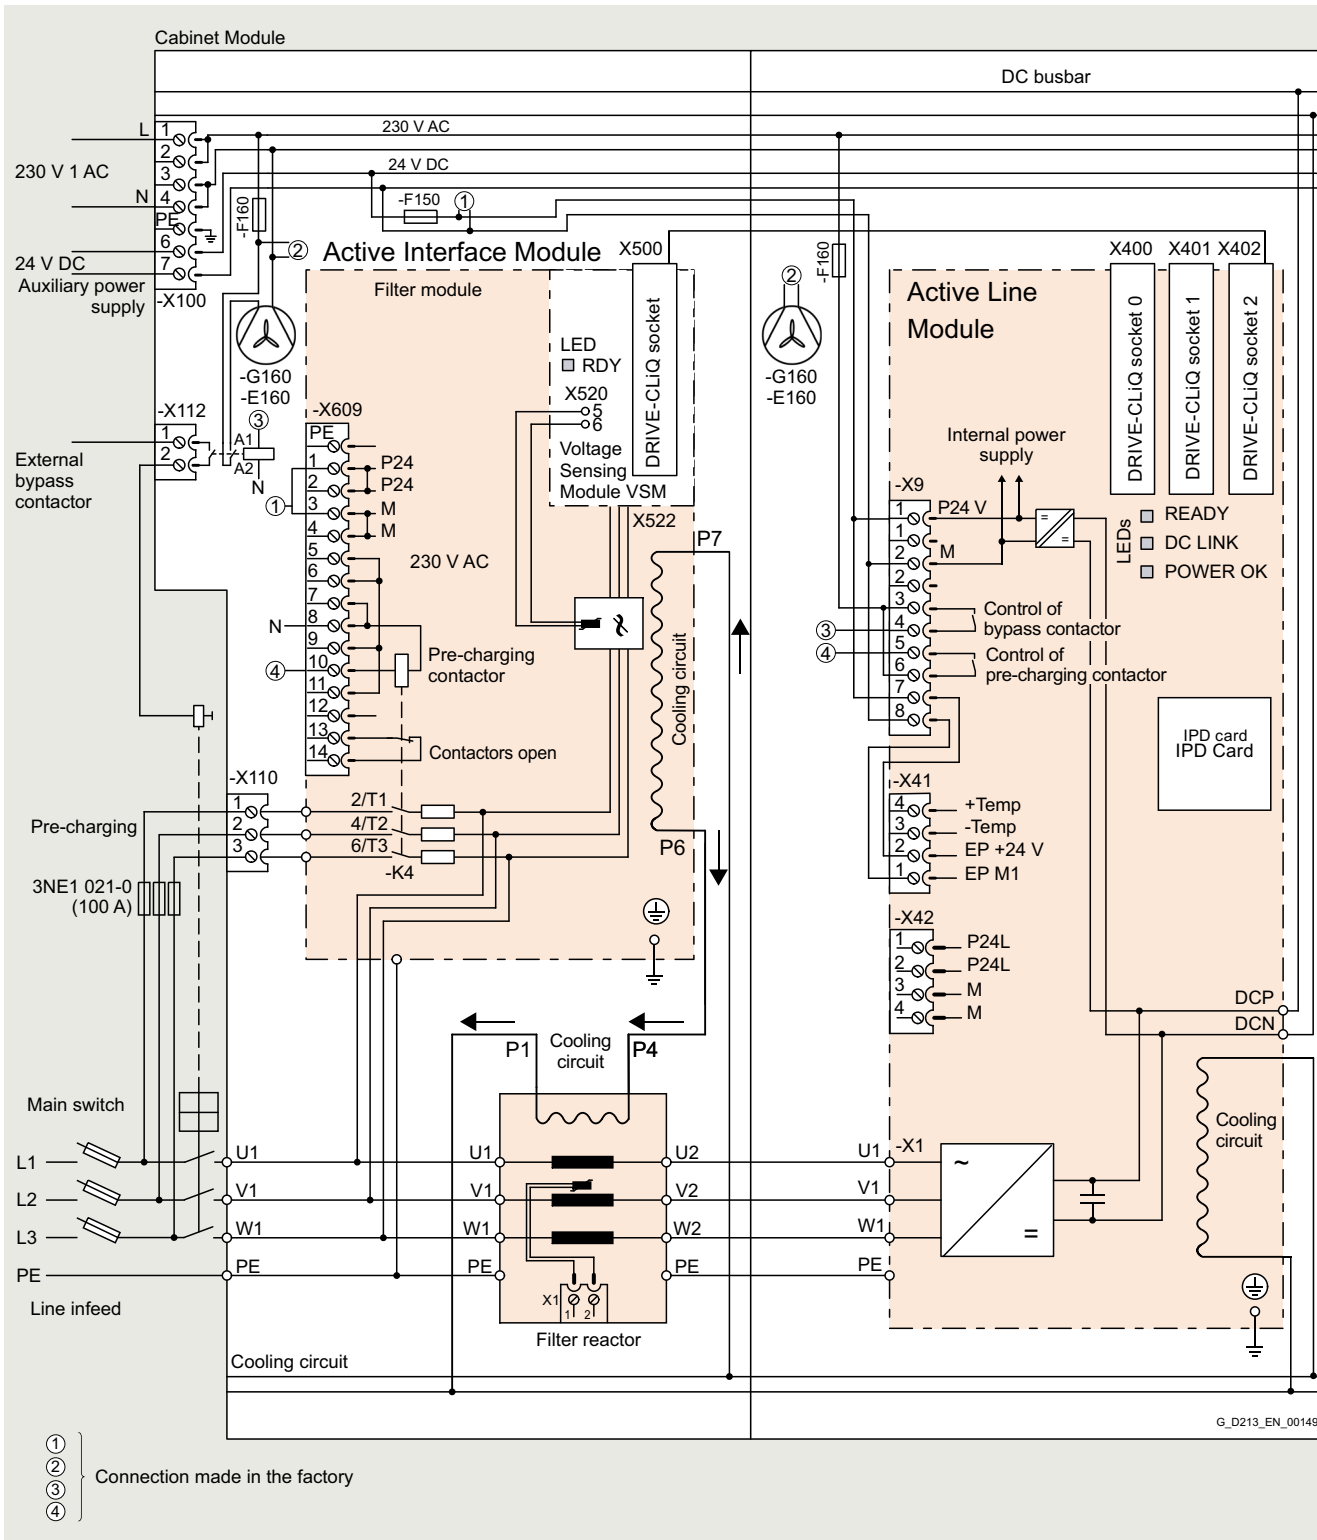 Cabinet Module
DC busbar
L
1
2
3
N
4
PE
6
7
-X100
230 V 1 AC
24 V DC
Auxiliary power
supply
230 V AC
24 V DC
-F160
-F150
1
2
-G160
-E160
Active Interface Module
Filter module
X500
DRIVE-CLiQ socket
LED
RDY
X520
5
6
Voltage
Sensing
Module VSM
X522
-X112
1
2
External
bypass
contactor
A1
A2
3
N
-X609
PE
1 P24
2 P24
3 M
4 M
5
6
7
8
9
10
11
12
13
14
1
N
4
230 V AC
Pre-charging
contactor
Contactors open
P7
Cooling circuit
P6
-X110
1
2
3
Pre-charging
2/T1
4/T2
6/T3
-K4
3NE1 021-0
(100 A)
-F160
2
-G160
-E160
Active Line
Module
X400
X401
X402
DRIVE-CLiQ socket 0
DRIVE-CLiQ socket 1
DRIVE-CLiQ socket 2
Internal power
supply
-X9
1 P24 V
1
2 M
2
3
4
5
6
7
8
=
=
LEDs
READY
DC LINK
POWER OK
3
4
Control of
bypass contactor
Control of
pre-charging contactor
IPD card
IPD Card
-X41
4 +Temp
3 -Temp
2 EP +24 V
1 EP M1
-X42
1 P24L
2 P24L
3 M
4 M
DCP
DCN
P1
Cooling
circuit
P4
Main switch
L1
L2
L3
PE
Line infeed
U1
V1
W1
PE
U1
V1
W1
PE
X1
1
2
Filter reactor
U2
V2
W2
PE
U1
V1
W1
PE
-X1
~
=
Cooling
circuit
Cooling circuit
G_D213_EN_00149
1
2
3
4
Connection made in the factory